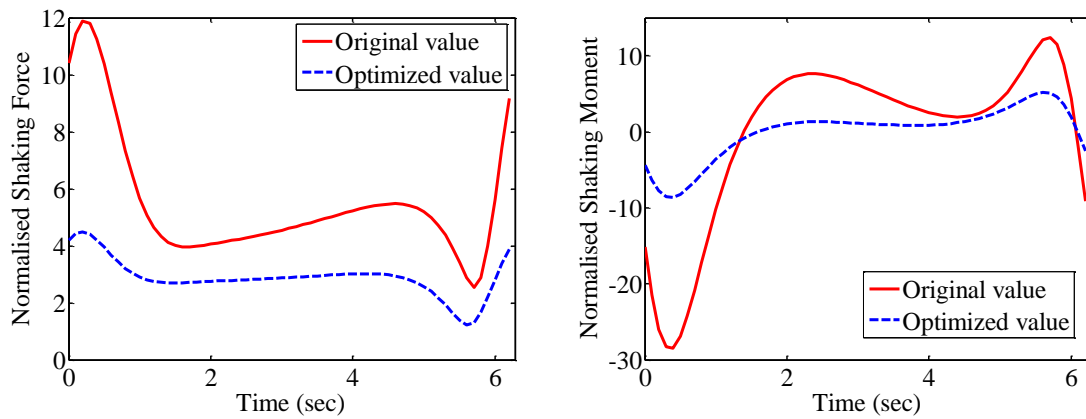 Normalised Shaking Force
12
10
8
6
4
2
0
0 2 4 6
Time (sec)
Original value
Optimized value
Normalised Shaking Moment
10
0
-10
-20
-30
0 2 4 6
Time (sec)
Original value
Optimized value